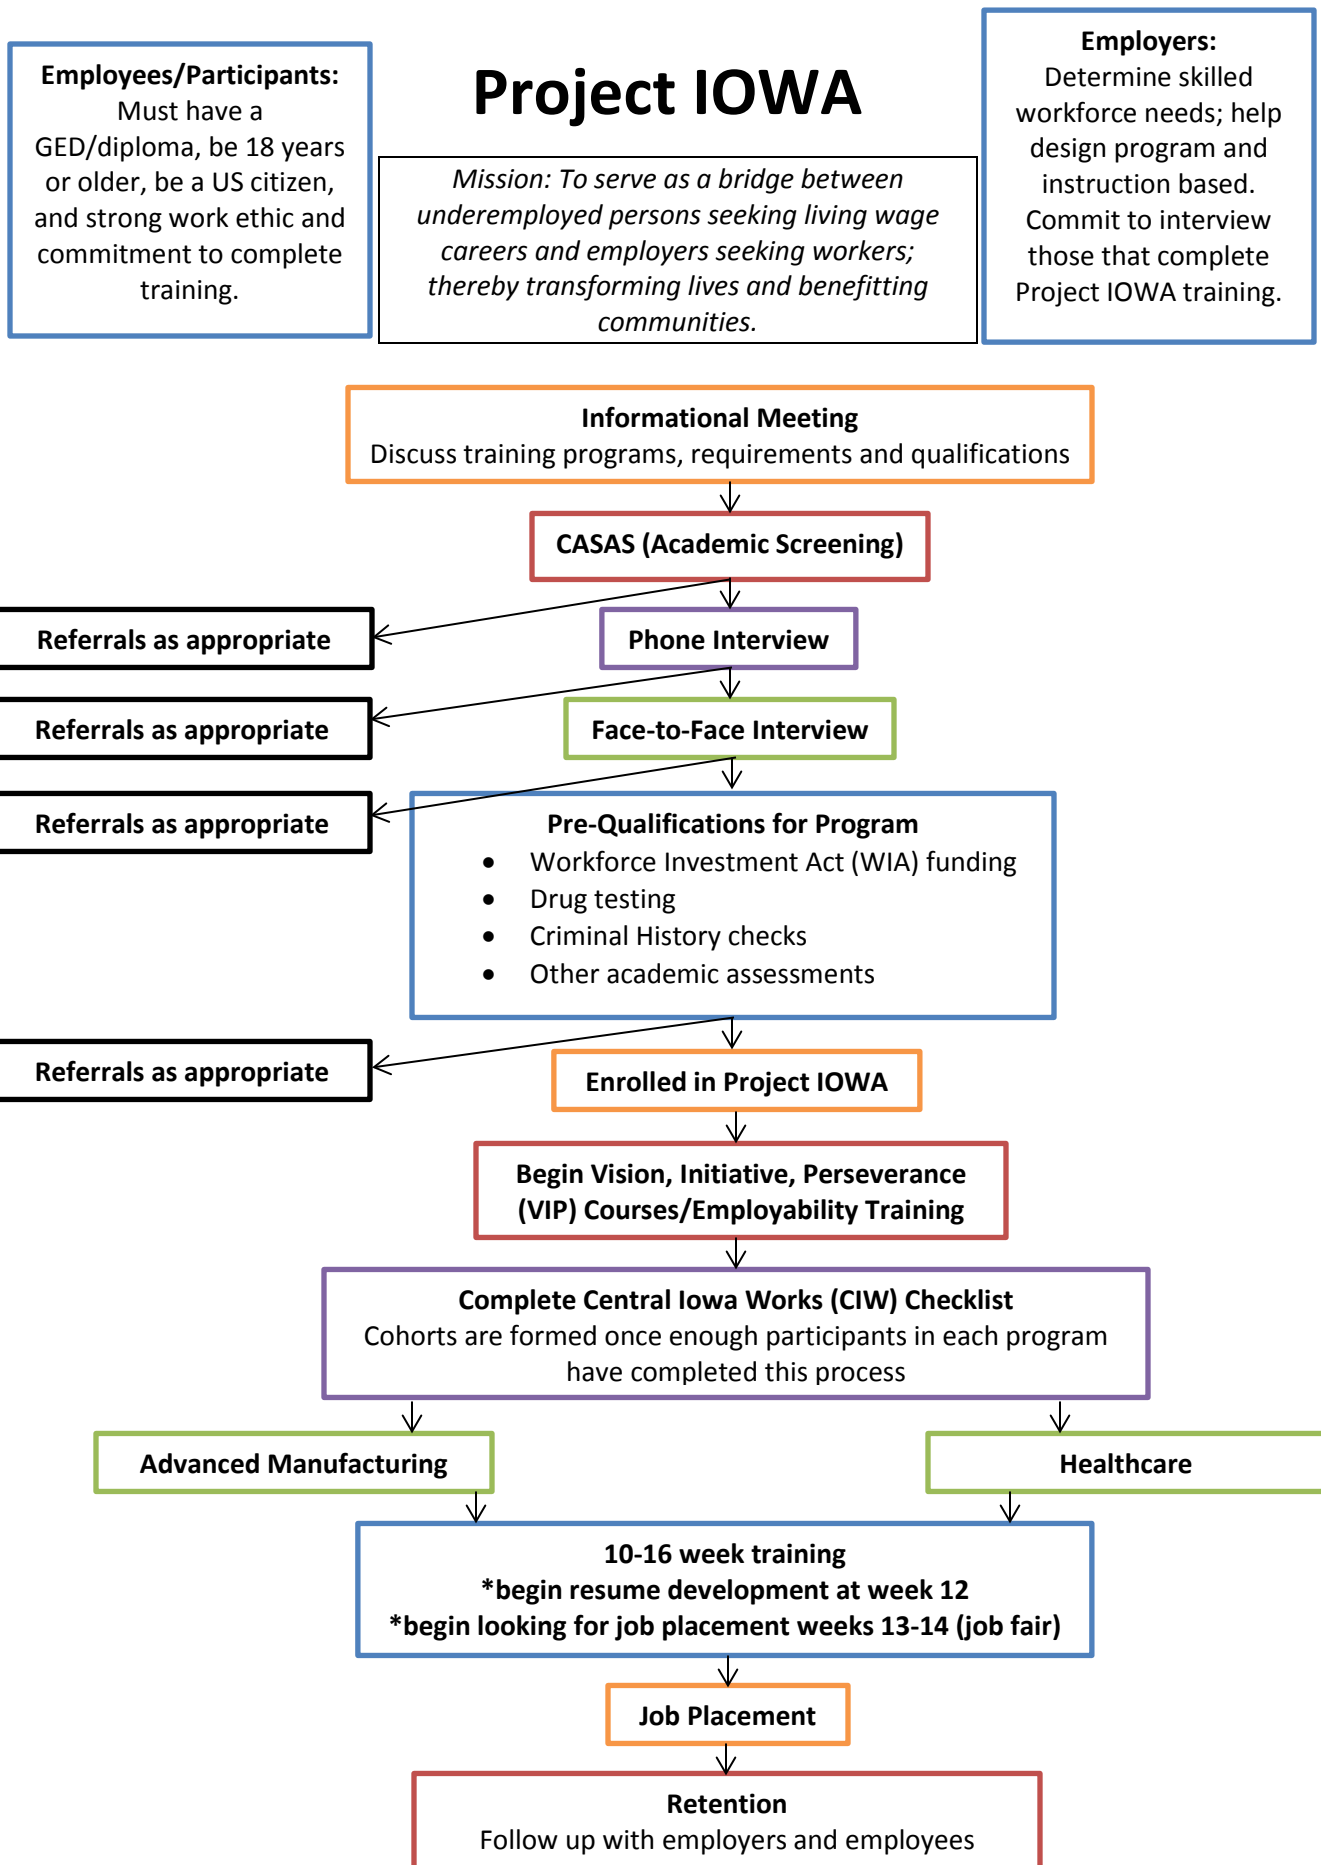 Employees/Participants:
Must have a
GED/diploma, be 18 years
or older, be a US citizen,
and strong work ethic and
commitment to complete
training.
Project IOWA
Mission: To serve as a bridge between
underemployed persons seeking living wage
careers and employers seeking workers;
thereby transforming lives and benefitting
communities.
Employers:
Determine skilled
workforce needs; help
design program and
instruction based.
Commit to interview
those that complete
Project IOWA training.
Informational Meeting
Discuss training programs, requirements and qualifications
CASAS (Academic Screening)
Referrals as appropriate
Phone Interview
Referrals as appropriate
Face-to-Face Interview
Referrals as appropriate
Pre-Qualifications for Program
• Workforce Investment Act (WIA) funding
• Drug testing
• Criminal History checks
• Other academic assessments
Referrals as appropriate
Enrolled in Project IOWA
Begin Vision, Initiative, Perseverance
(VIP) Courses/Employability Training
Complete Central Iowa Works (CIW) Checklist
Cohorts are formed once enough participants in each program
have completed this process
Advanced Manufacturing
Healthcare
10-16 week training
*begin resume development at week 12
*begin looking for job placement weeks 13-14 (job fair)
Job Placement
Retention
Follow up with employers and employees